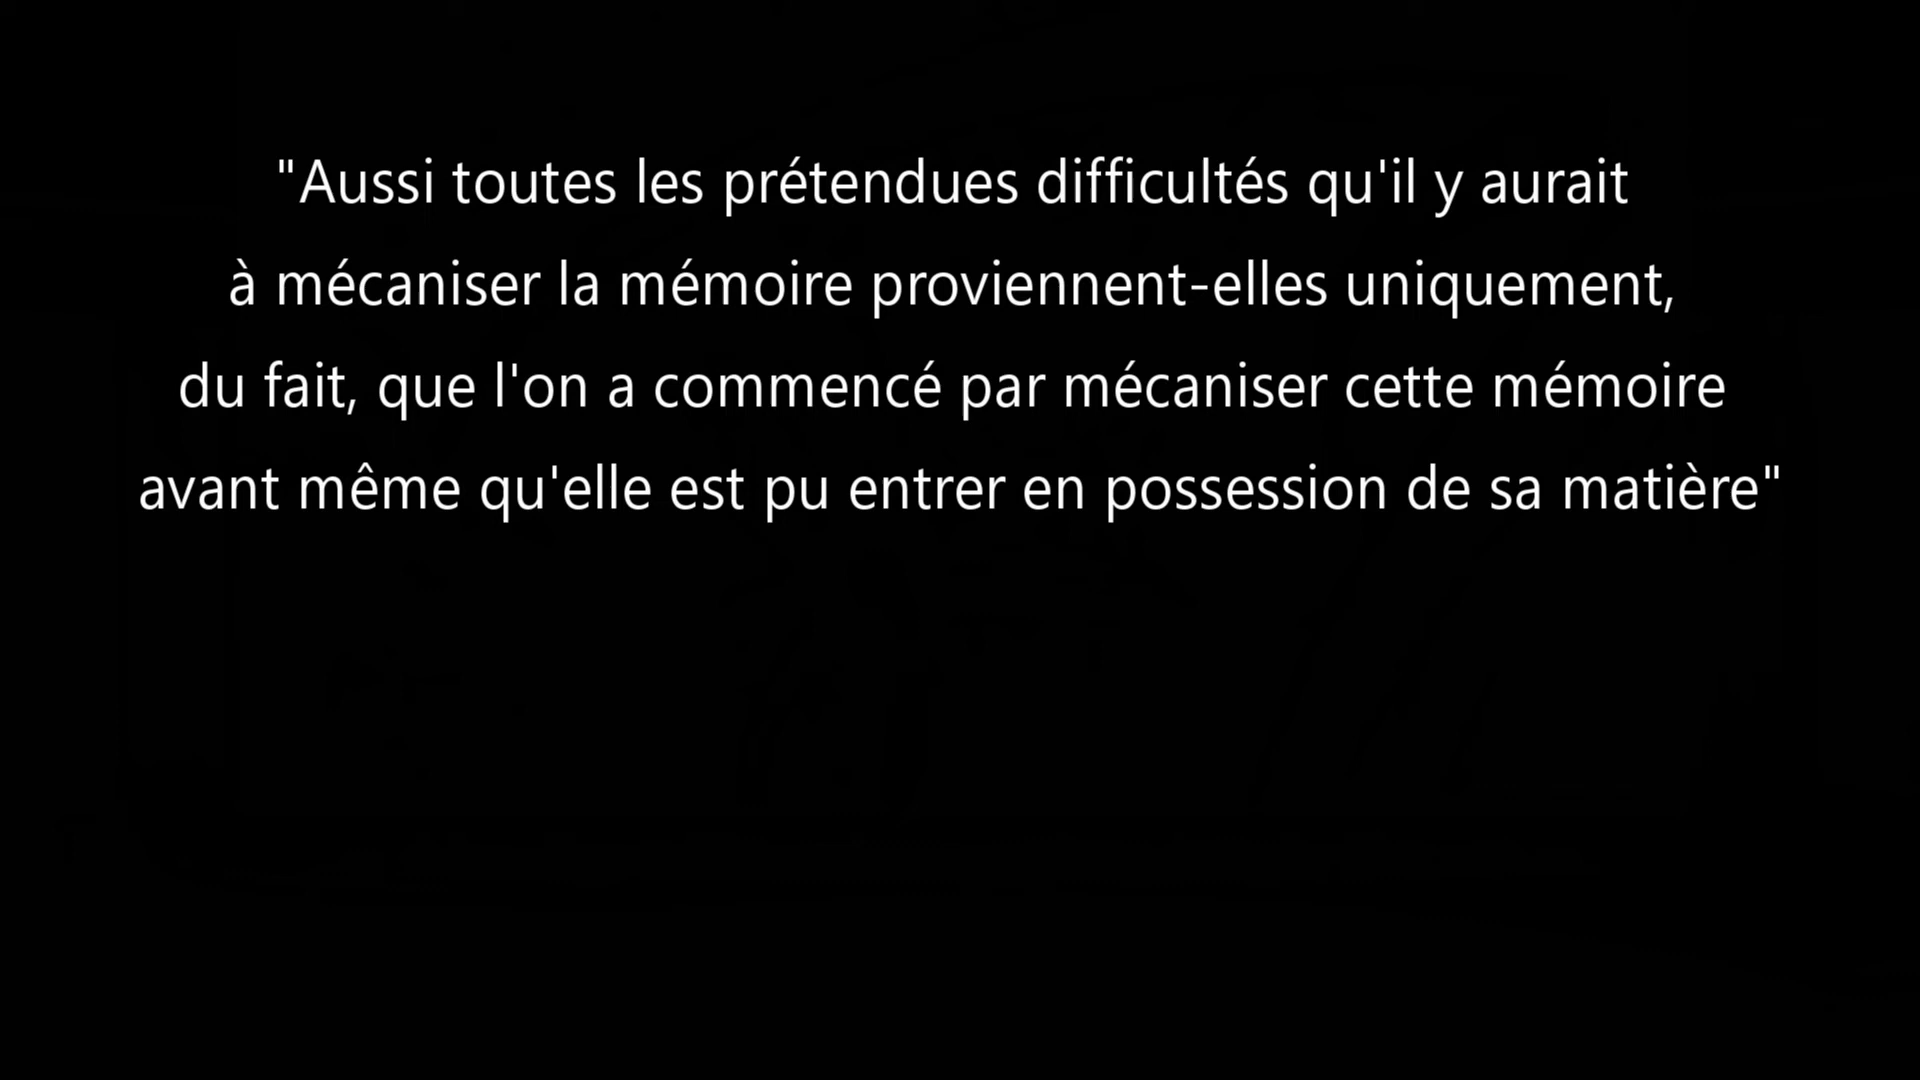 "Aussi toutes les prétendues difficultés qu'il y aurait
à mécaniser la mémoire proviennent-elles uniquement,
du fait, que l'on a commencé par mécaniser cette mémoire
avant même qu'elle est pu entrer en possession de sa matière"